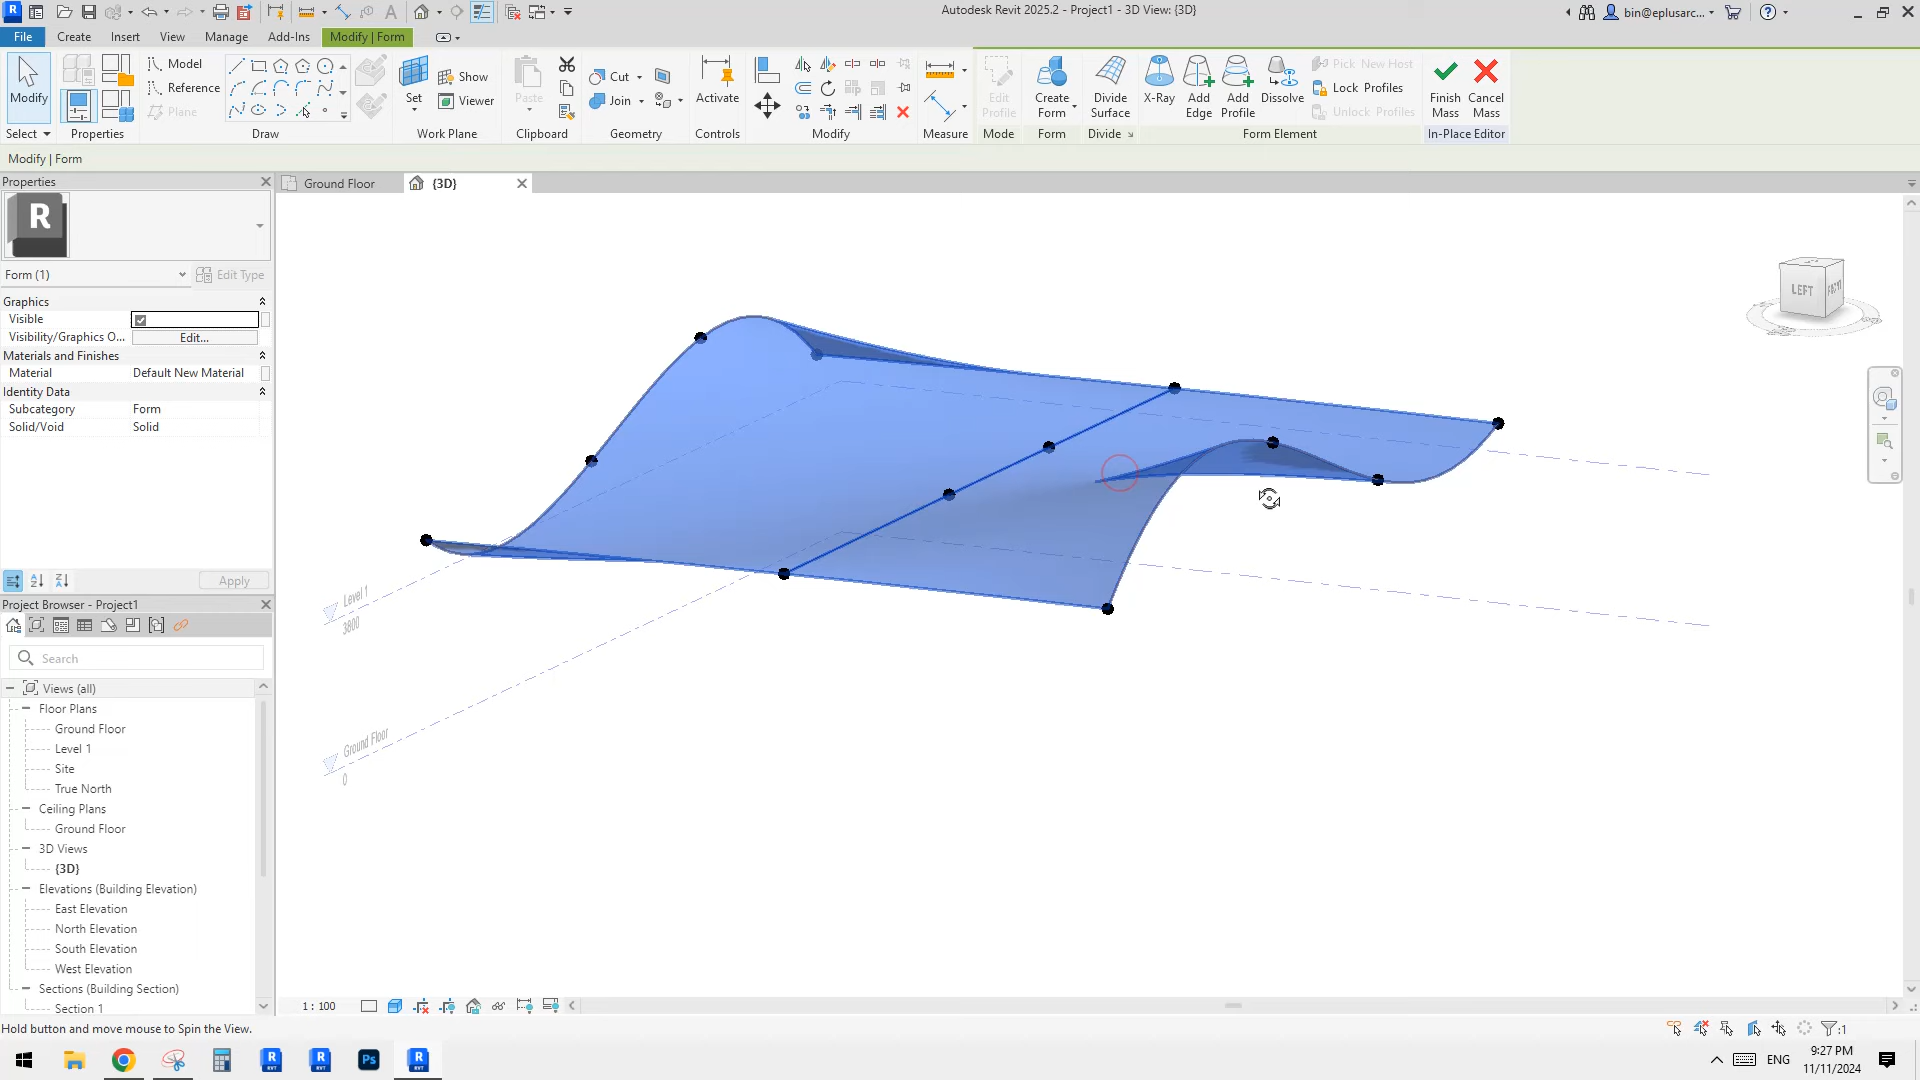 Autodesk Revit 2025.2 - Project1 - 3D View: {3D}
bin@eplusarc...
File
Create
Insert
View
Manage
Add-Ins
Modify | Form
Modify
Model
Reference
Plane
Set
Show
Viewer
Paste
Cut
Join
Activate
Edit Profile
Create Form
Divide Surface
X-Ray
Add Edge
Add Profile
Dissolve
Pick New Host
Lock Profiles
Unlock Profiles
Finish Mass
Cancel Mass
Select
Properties
Draw
Work Plane
Clipboard
Geometry
Controls
Modify
Measure
Mode
Form
Divide
Form Element
In-Place Editor
Modify | Form
Properties
R
Form (1)
Edit Type
Graphics
Visible
Visibility/Graphics O...
Edit...
Materials and Finishes
Material
Default New Material
Identity Data
Subcategory
Form
Solid/Void
Solid
Apply
Project Browser - Project1
Search
Views (all)
Floor Plans
Ground Floor
Level 1
Site
True North
Ceiling Plans
Ground Floor
3D Views
{3D}
Elevations (Building Elevation)
East Elevation
North Elevation
South Elevation
West Elevation
Sections (Building Section)
Section 1
Ground Floor
{3D}
LEFT
FRONT
Level 1
3800
Ground Floor
0
1 : 100
Hold button and move mouse to Spin the View.
:1
ENG
9:27 PM
11/11/2024